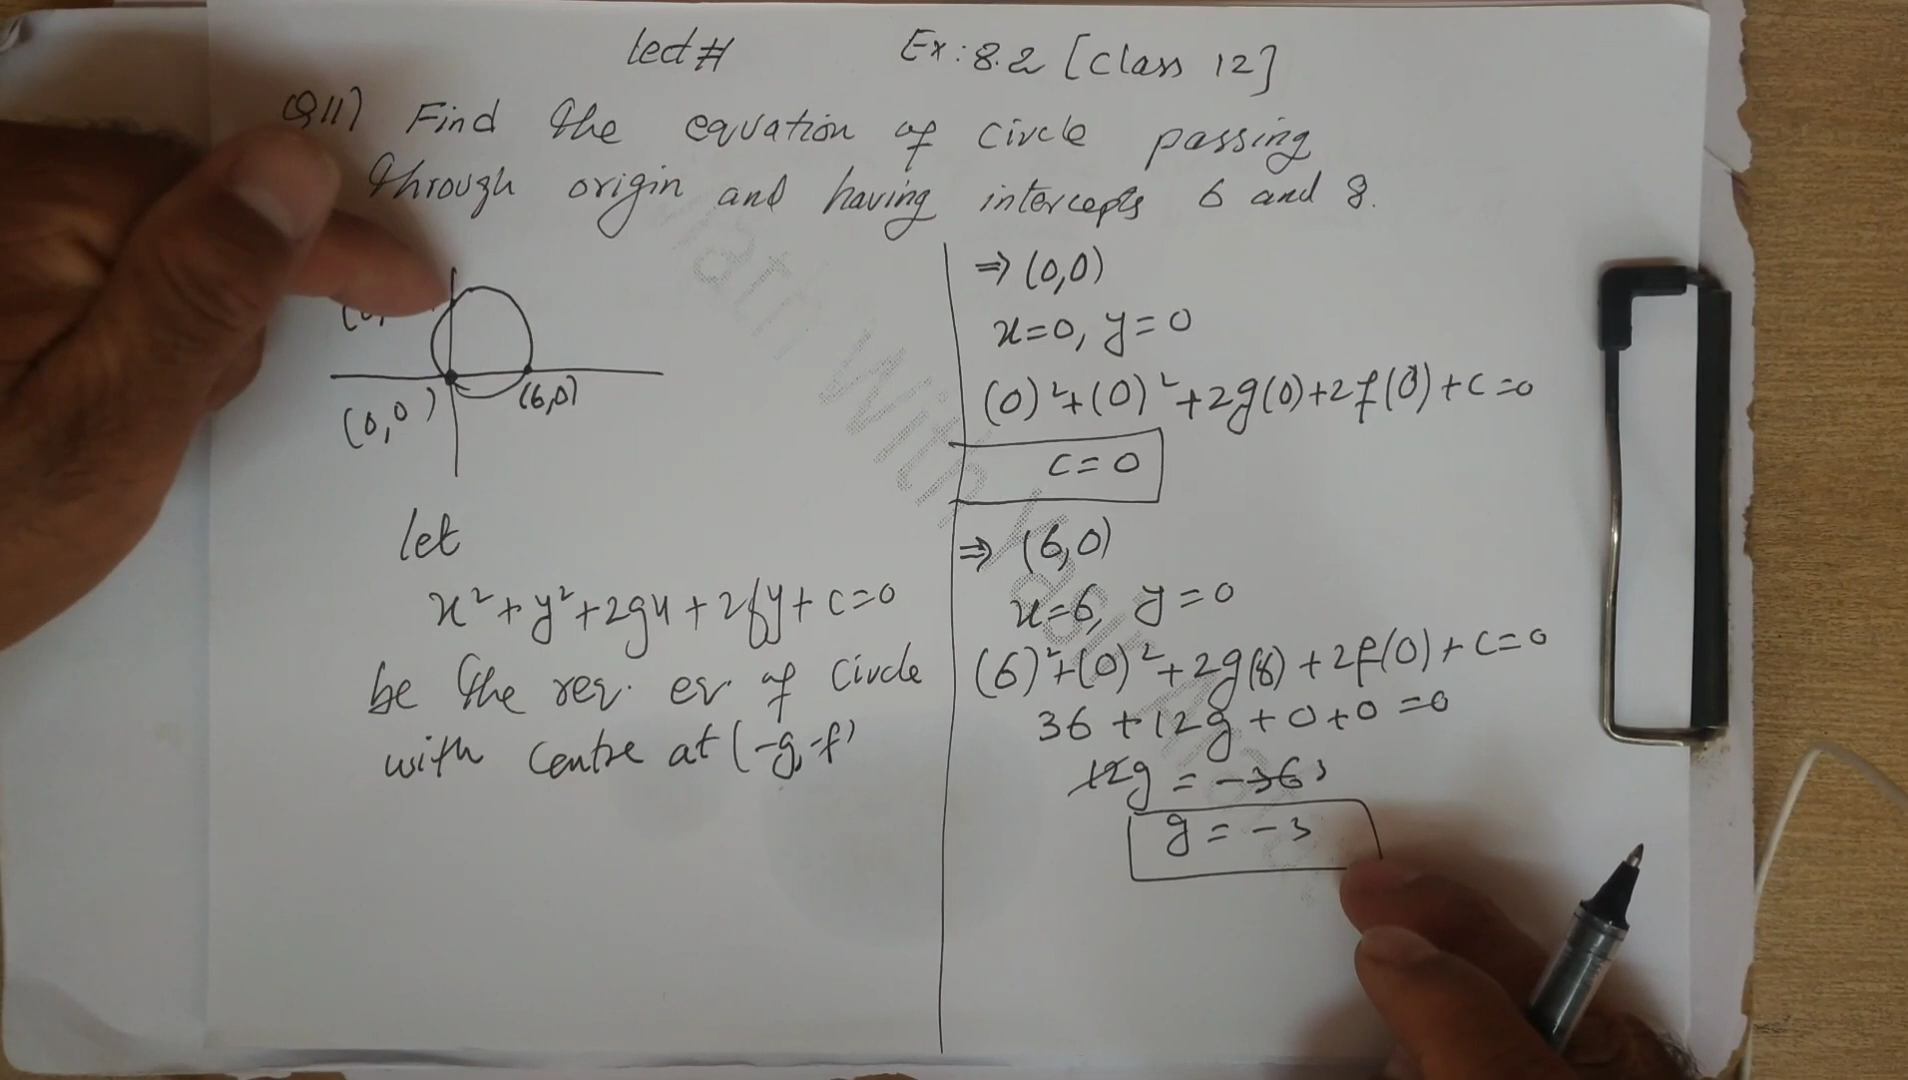 Lect #
Ex: 8.2 [Class 12]
Q11) Find the equation of circle passing
through origin and having intercepts 6 and 8.
(0,0)
(6,0)
let
x²+y²+2gx+2fy+c=0
be the req. eq. of circle
with centre at (-g,-f)
⇒ (0,0)
x=0, y=0
(0)²+(0)²+2g(0)+2f(0)+c=0
c=0
⇒ (6,0)
x=6, y=0
(6)²+(0)²+2g(6)+2f(0)+c=0
36+12g+0+0=0
12g=-36 3
g=-3
Math With